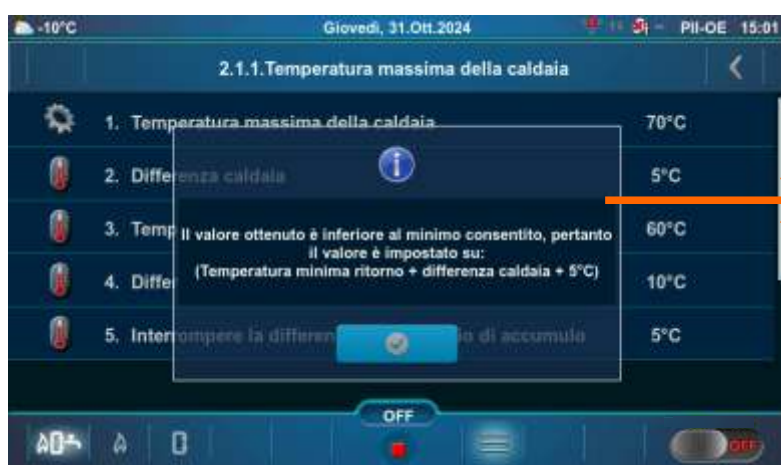 -10°C Giovedì, 31.Ott.2024 PII-OE 15:01
2.1.1.Temperatura massima della caldaia
1. Temperatura massima della caldaia 70°C
2. Differenza caldaia 5°C
Il valore ottenuto è inferiore al minimo consentito, pertanto
il valore è impostato su:
(Temperatura minima ritorno + differenza caldaia + 5°C)
3. Temp 60°C
4. Diffe 10°C
5. Interrompere la differen di accumulo 5°C
OFF
OFF